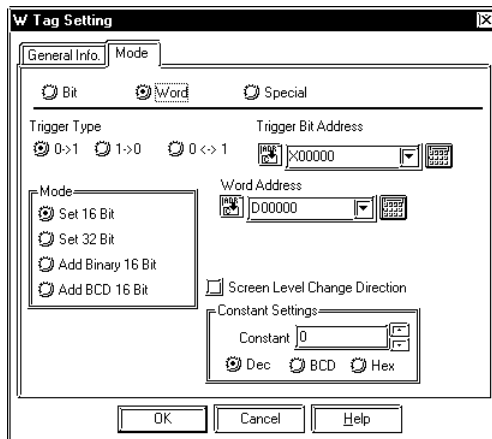 W Tag Setting
General Info. Mode
Bit Word Special
Trigger Type Trigger Bit Address
0->1 1->0 0 <-> 1 X00000
Mode Word Address
Set 16 Bit D00000
Set 32 Bit
Add Binary 16 Bit
Add BCD 16 Bit Screen Level Change Direction
Constant Settings
Constant 0
Dec BCD Hex
OK Cancel Help